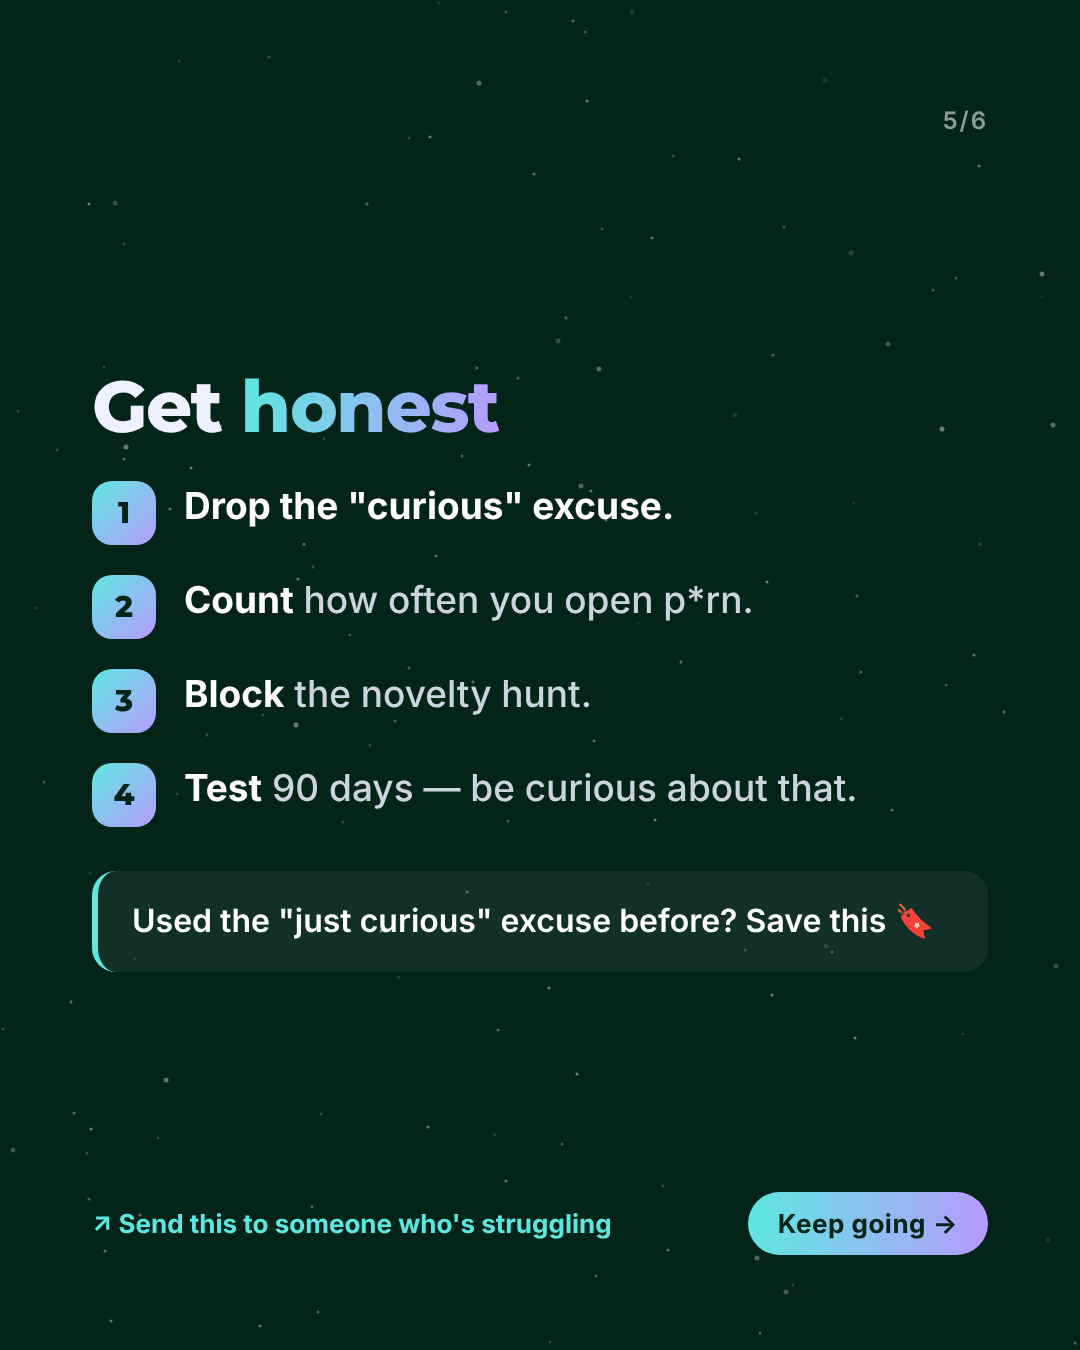 5/6
Get honest
1 Drop the "curious" excuse.
2 Count how often you open p*rn.
3 Block the novelty hunt.
4 Test 90 days — be curious about that.
Used the "just curious" excuse before? Save this 🔖
↗ Send this to someone who's struggling
Keep going →